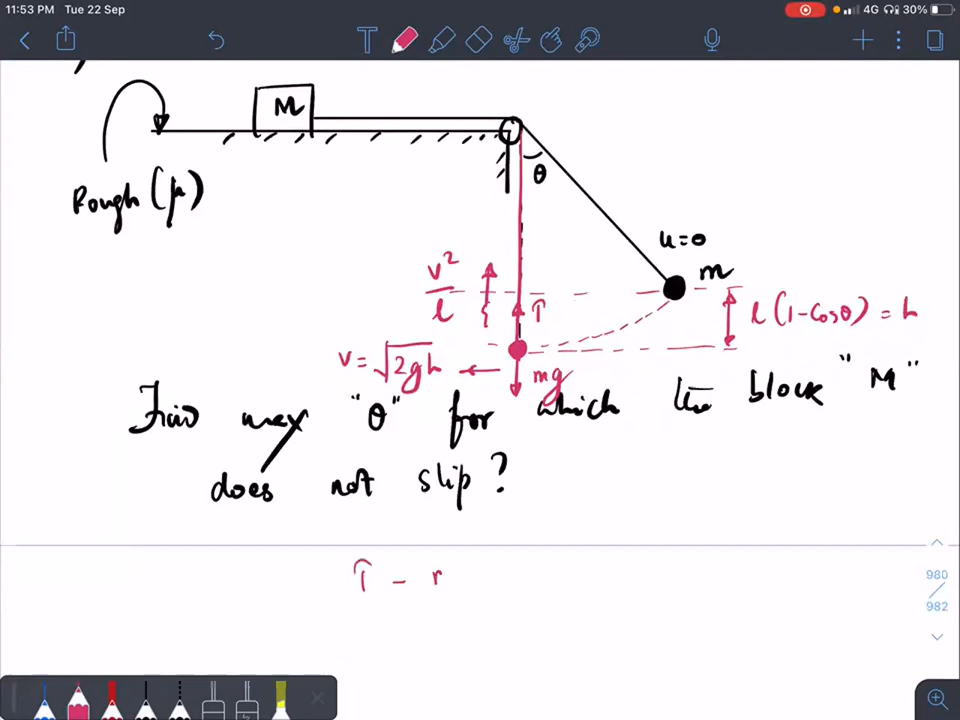 11:53 PM Tue 22 Sep
4G 30%
T
M
θ
Rough (μ)
u=0
m
v²/l
T
l(1-cosθ) = h
v = √2gh
mg
Find max "θ" for which the block "M"
does not slip?
T -
980
/
982